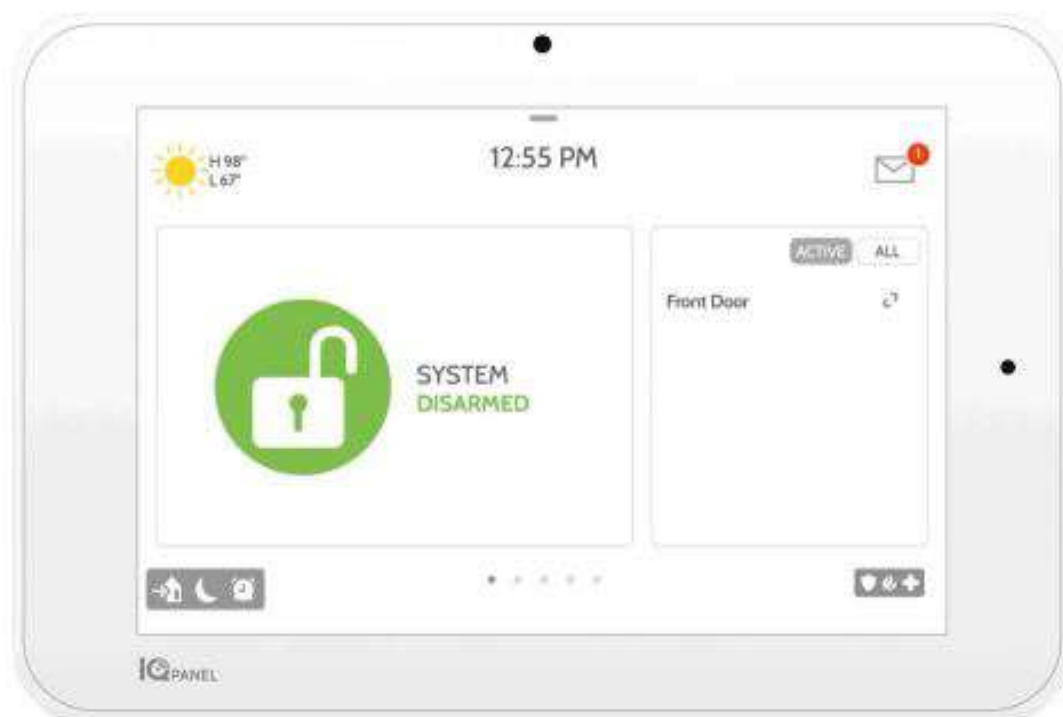 H 98°
L 67°
12:55 PM
1
ACTIVE
ALL
Front Door
SYSTEM
DISARMED
IQ PANEL